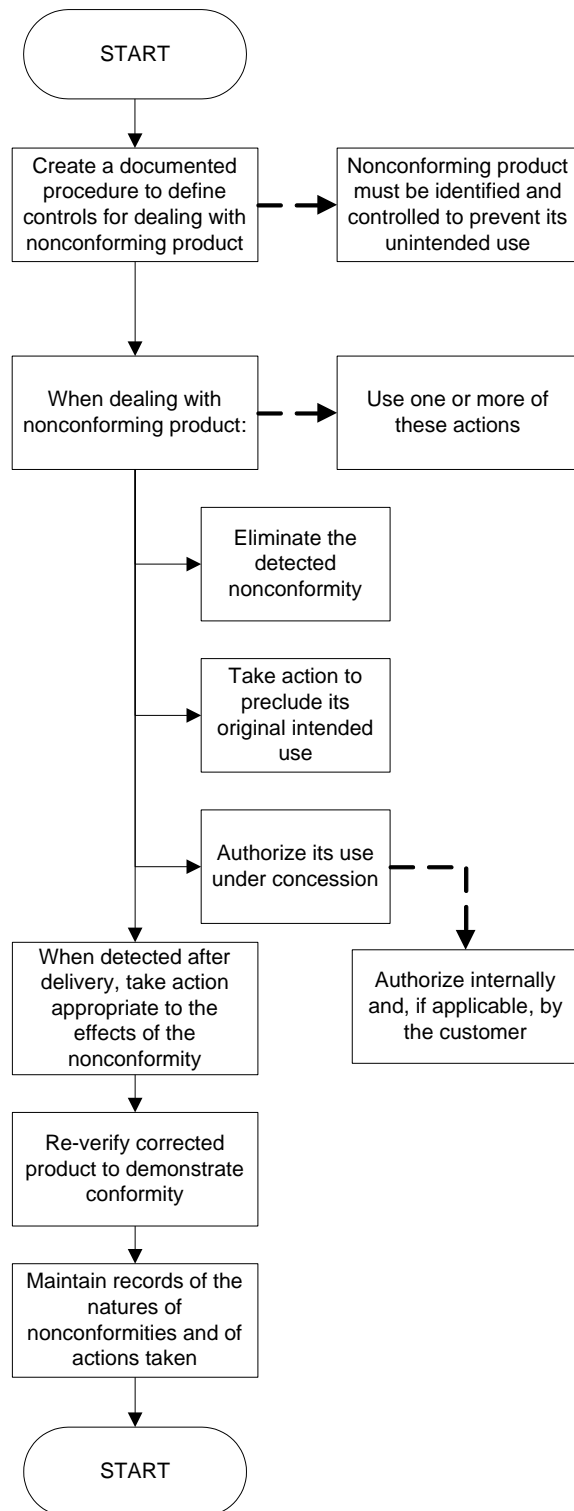 START
Create a documented
procedure to define
controls for dealing with
nonconforming product
Nonconforming product
must be identified and
controlled to prevent its
unintended use
When dealing with
nonconforming product:
Use one or more of
these actions
Eliminate the
detected
nonconformity
Take action to
preclude its
original intended
use
Authorize its use
under concession
When detected after
delivery, take action
appropriate to the
effects of the
nonconformity
Authorize internally
and, if applicable, by
the customer
Re-verify corrected
product to demonstrate
conformity
Maintain records of the
natures of
nonconformities and of
actions taken
START